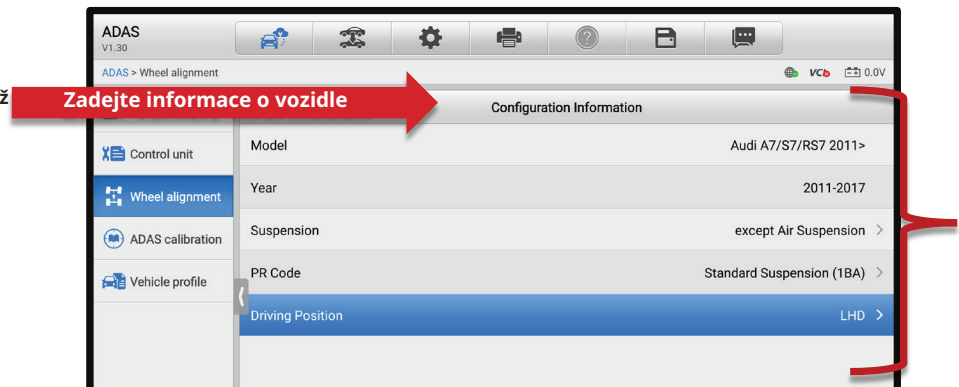 ADAS
V1.30
ADAS > Wheel alignment
VCb 0.0V
ž
Zadejte informace o vozidle
Configuration Information
Control unit
Wheel alignment
ADAS calibration
Vehicle profile
Model Audi A7/S7/RS7 2011>
Year 2011-2017
Suspension except Air Suspension >
PR Code Standard Suspension (1BA) >
Driving Position LHD >